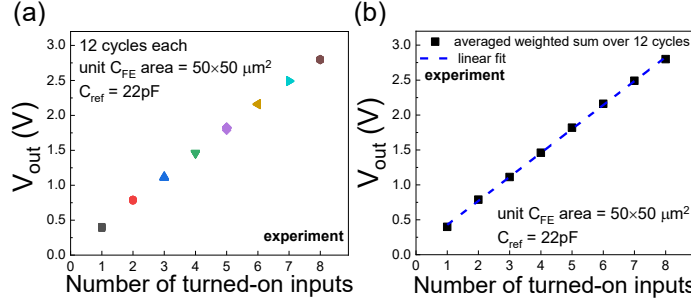 (a)
12 cycles each
unit C_FE area = 50×50 μm²
C_ref = 22pF
experiment
V_out (V)
3.0
2.5
2.0
1.5
1.0
0.5
0.0
0 1 2 3 4 5 6 7 8
Number of turned-on inputs
(b)
averaged weighted sum over 12 cycles
linear fit
experiment
unit C_FE area = 50×50 μm²
C_ref = 22pF
V_out (V)
3.0
2.5
2.0
1.5
1.0
0.5
0.0
0 1 2 3 4 5 6 7 8
Number of turned-on inputs